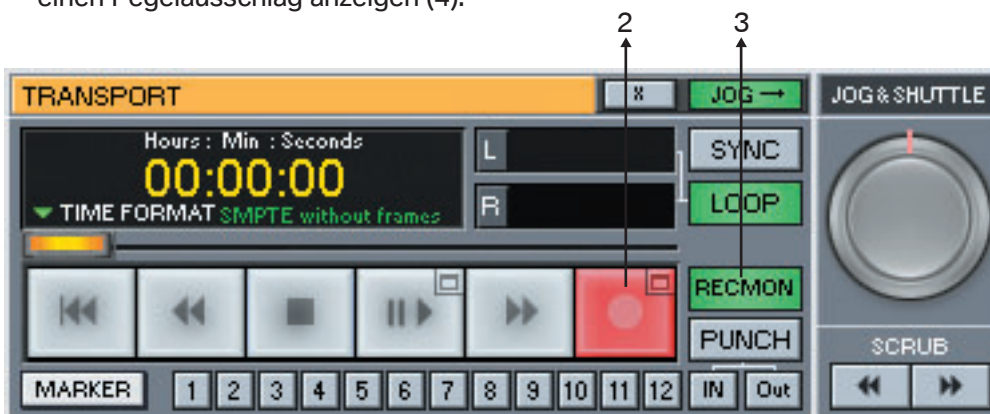 einen Pegelausschlag anzeigen (4).
2 3
TRANSPORT X JOG → JOG & SHUTTLE
Hours : Min : Seconds
00:00:00
TIME FORMAT SMPTE without frames
L
R
SYNC
LOOP
RECMON
PUNCH
SCRUB
MARKER 1 2 3 4 5 6 7 8 9 10 11 12 IN Out